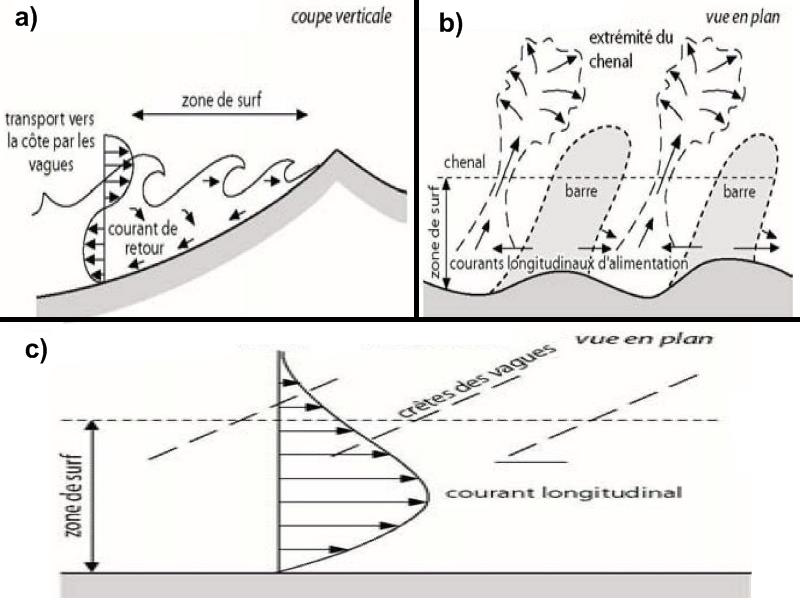 a)
coupe verticale
zone de surf
transport vers
la côte par les
vagues
courant de
retour
b)
vue en plan
extrémité du
chenal
chenal
barre
barre
zone de surf
courants longitudinaux d'alimentation
c)
vue en plan
crêtes des vagues
zone de surf
courant longitudinal